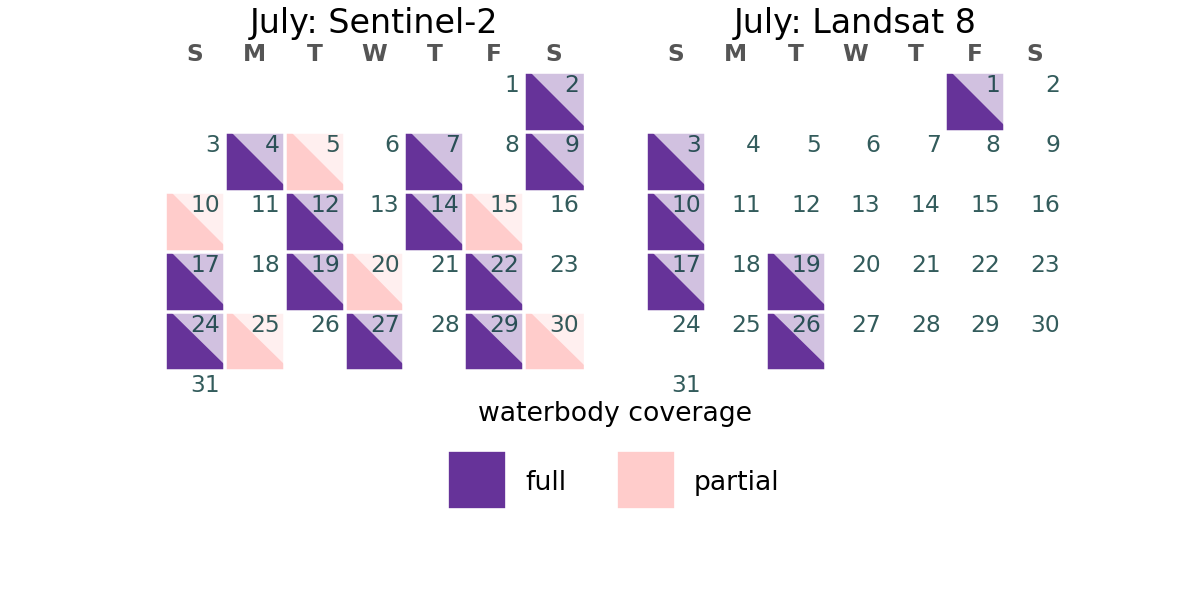 July: Sentinel-2
S M T W T F S
1 2
3 4 5 6 7 8 9
10 11 12 13 14 15 16
17 18 19 20 21 22 23
24 25 26 27 28 29 30
31
July: Landsat 8
S M T W T F S
1 2
3 4 5 6 7 8 9
10 11 12 13 14 15 16
17 18 19 20 21 22 23
24 25 26 27 28 29 30
31
waterbody coverage
full partial